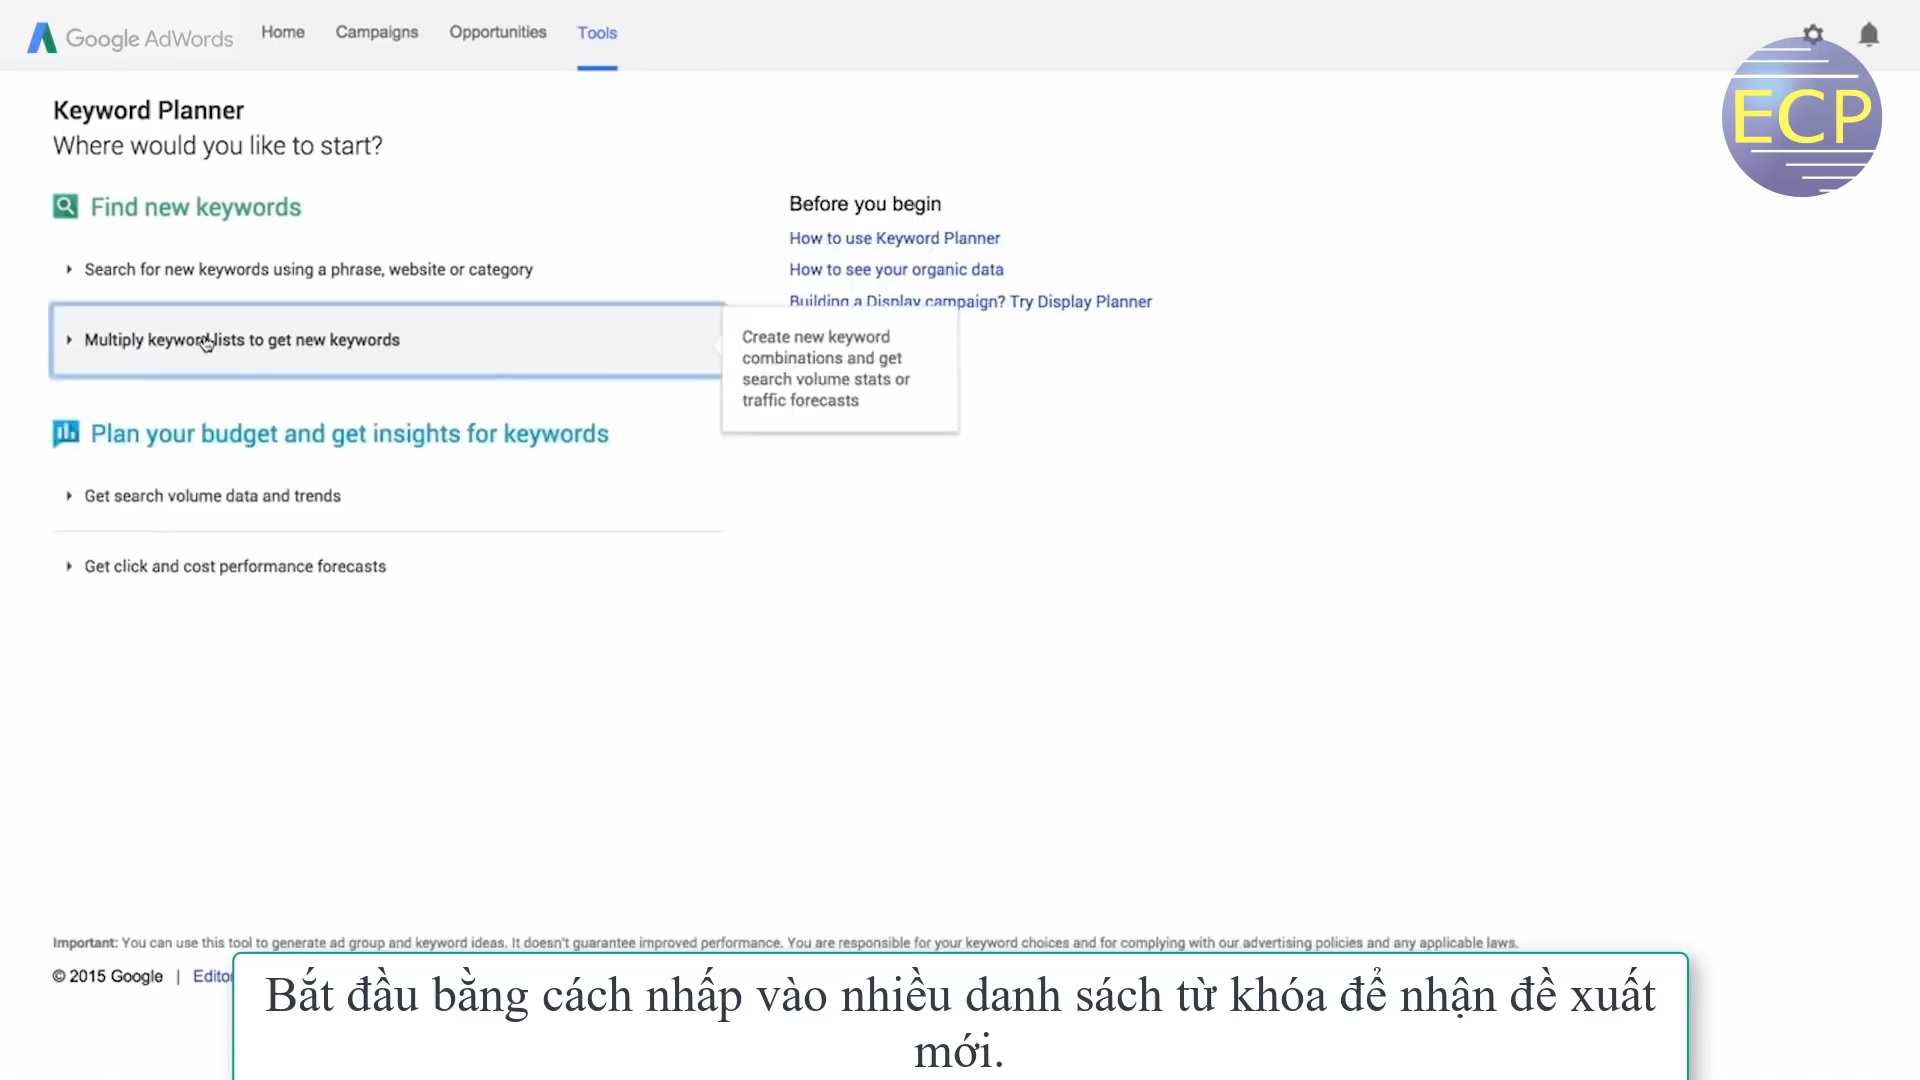 Google AdWords
Home
Campaigns
Opportunities
Tools
ECP
Keyword Planner
Where would you like to start?
Find new keywords
Search for new keywords using a phrase, website or category
Multiply keyword lists to get new keywords
Plan your budget and get insights for keywords
Get search volume data and trends
Get click and cost performance forecasts
Before you begin
How to use Keyword Planner
How to see your organic data
Building a Display campaign? Try Display Planner
Create new keyword
combinations and get
search volume stats or
traffic forecasts
Important: You can use this tool to generate ad group and keyword ideas. It doesn't guarantee improved performance. You are responsible for your keyword choices and for complying with our advertising policies and any applicable laws.
© 2015 Google | Editor
Bắt đầu bằng cách nhấp vào nhiều danh sách từ khóa để nhận đề xuất
mới.